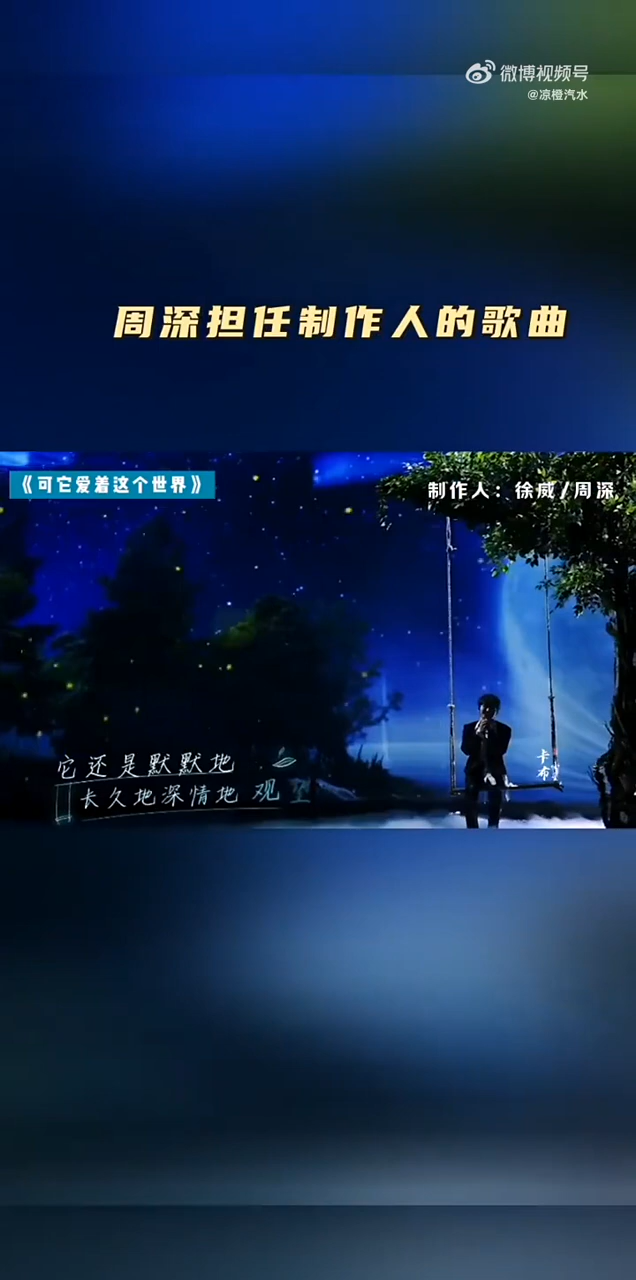 微博视频号
@凉橙汽水
周深担任制作人的歌曲
《可它爱着这个世界》
制作人：徐威/周深
它还是默默地
长久地深情地 观望
卡布